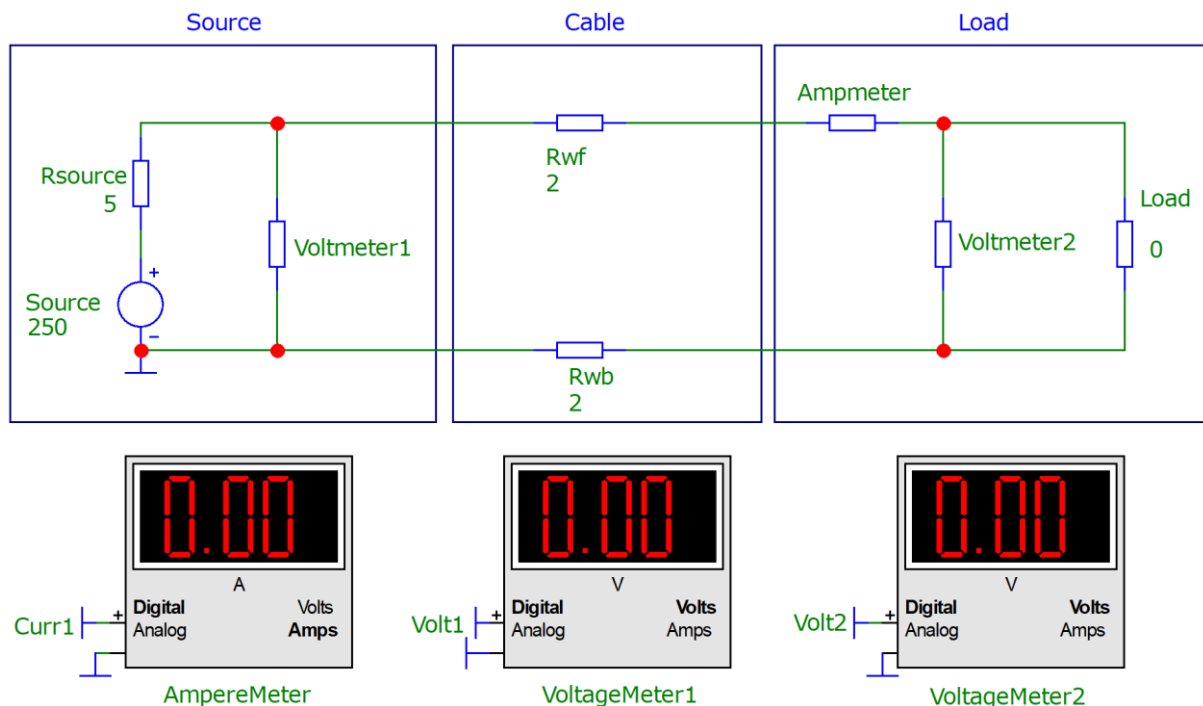 Source
Cable
Load
Ampmeter
Rsource
5
Rwf
2
Load
0
Voltmeter1
Voltmeter2
Source
250
+
–
Rwb
2
0.00
0.00
0.00
A
V
V
+
Digital
Volts
Curr1
Analog
Amps
+
Digital
Volts
Volt1
Analog
Amps
+
Digital
Volts
Volt2
Analog
Amps
AmpereMeter
VoltageMeter1
VoltageMeter2